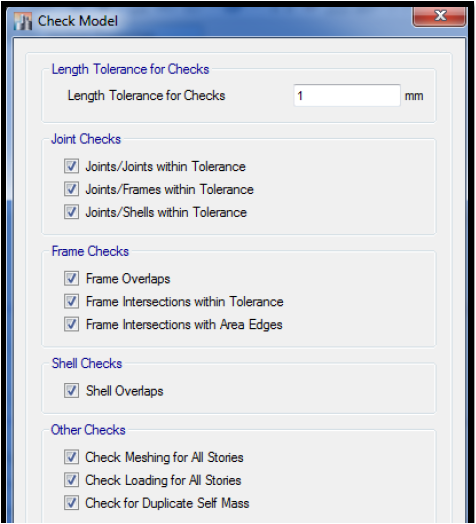 Check Model
Length Tolerance for Checks
Length Tolerance for Checks 1 mm
Joint Checks
Joints/Joints within Tolerance
Joints/Frames within Tolerance
Joints/Shells within Tolerance
Frame Checks
Frame Overlaps
Frame Intersections within Tolerance
Frame Intersections with Area Edges
Shell Checks
Shell Overlaps
Other Checks
Check Meshing for All Stories
Check Loading for All Stories
Check for Duplicate Self Mass